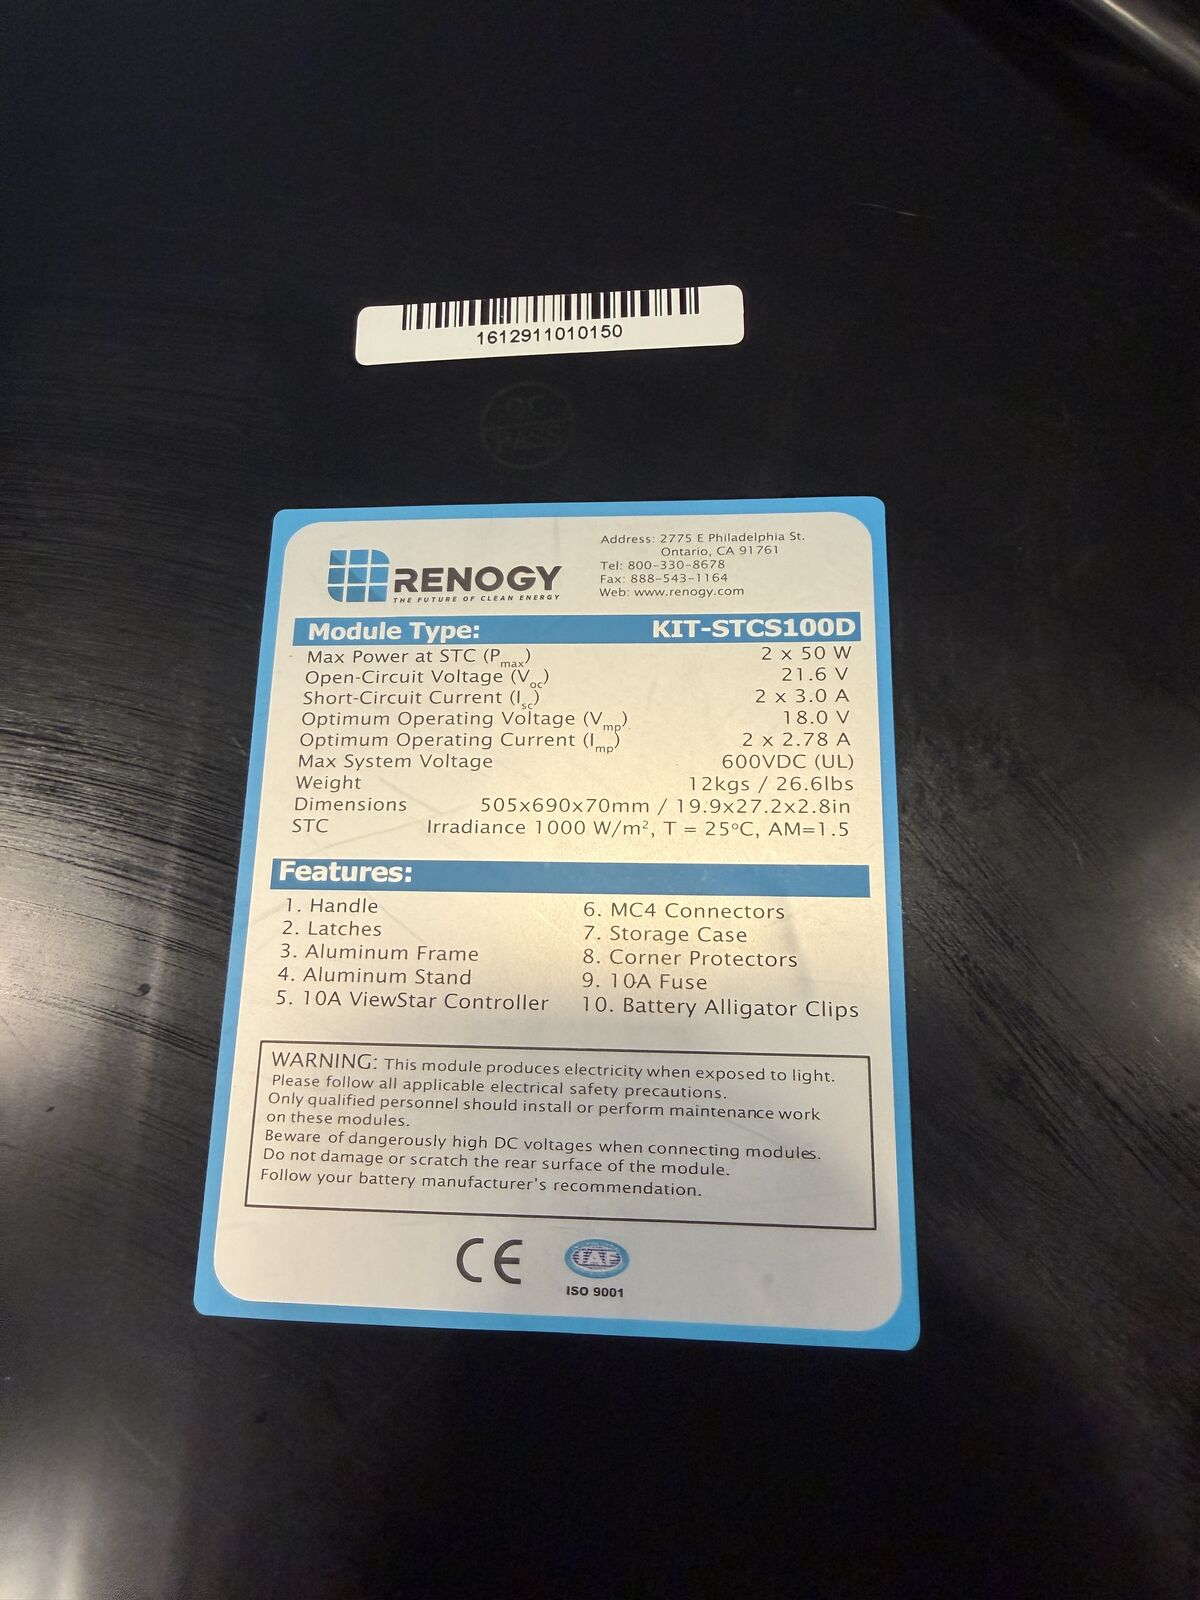 1612911010150
QC
PASS
RENOGY
THE FUTURE OF CLEAN ENERGY
Address: 2775 E Philadelphia St.
Ontario, CA 91761
Tel: 800-330-8678
Fax: 888-543-1164
Web: www.renogy.com
Module Type: KIT-STCS100D
Max Power at STC (Pmax) 2 x 50 W
Open-Circuit Voltage (Voc) 21.6 V
Short-Circuit Current (Isc) 2 x 3.0 A
Optimum Operating Voltage (Vmp) 18.0 V
Optimum Operating Current (Imp) 2 x 2.78 A
Max System Voltage 600VDC (UL)
Weight 12kgs / 26.6lbs
Dimensions 505x690x70mm / 19.9x27.2x2.8in
STC Irradiance 1000 W/m², T = 25°C, AM=1.5
Features:
1. Handle
2. Latches
3. Aluminum Frame
4. Aluminum Stand
5. 10A ViewStar Controller
6. MC4 Connectors
7. Storage Case
8. Corner Protectors
9. 10A Fuse
10. Battery Alligator Clips
WARNING: This module produces electricity when exposed to light.
Please follow all applicable electrical safety precautions.
Only qualified personnel should install or perform maintenance work
on these modules.
Beware of dangerously high DC voltages when connecting modules.
Do not damage or scratch the rear surface of the module.
Follow your battery manufacturer's recommendation.
CE
IAF
ISO 9001